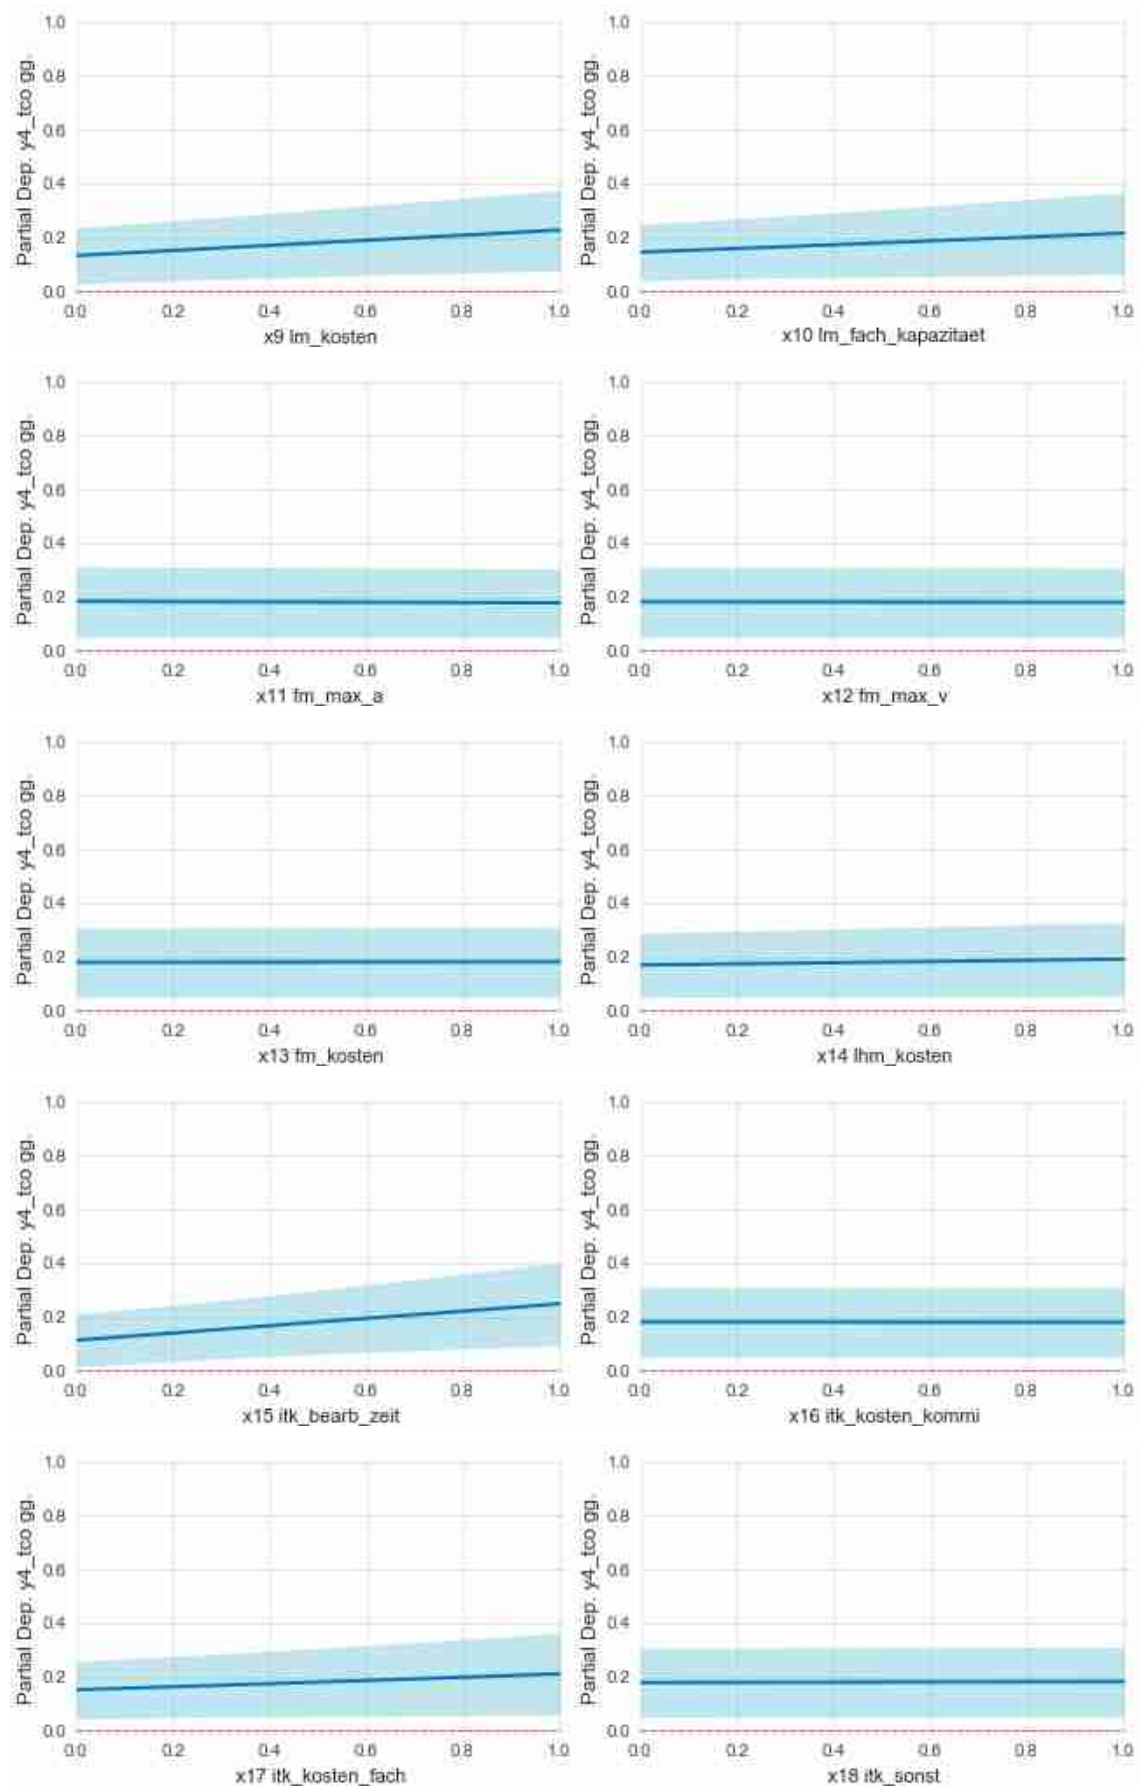 1.0 1.0
0.8 0.8
0.6 0.6
0.4 0.4
0.2 0.2
0.0 0.0
Partial Dep. y4_tco gg. Partial Dep. y4_tco gg.
0.0 0.2 0.4 0.6 0.8 1.0 0.0 0.2 0.4 0.6 0.8 1.0
x9 lm_kosten x10 lm_fach_kapazitaet
1.0 1.0
0.8 0.8
0.6 0.6
0.4 0.4
0.2 0.2
0.0 0.0
Partial Dep. y4_tco gg. Partial Dep. y4_tco gg.
0.0 0.2 0.4 0.6 0.8 1.0 0.0 0.2 0.4 0.6 0.8 1.0
x11 fm_max_a x12 fm_max_v
1.0 1.0
0.8 0.8
0.6 0.6
0.4 0.4
0.2 0.2
0.0 0.0
Partial Dep. y4_tco gg. Partial Dep. y4_tco gg.
0.0 0.2 0.4 0.6 0.8 1.0 0.0 0.2 0.4 0.6 0.8 1.0
x13 fm_kosten x14 lhm_kosten
1.0 1.0
0.8 0.8
0.6 0.6
0.4 0.4
0.2 0.2
0.0 0.0
Partial Dep. y4_tco gg. Partial Dep. y4_tco gg.
0.0 0.2 0.4 0.6 0.8 1.0 0.0 0.2 0.4 0.6 0.8 1.0
x15 itk_bearb_zeit x16 itk_kosten_kommi
1.0 1.0
0.8 0.8
0.6 0.6
0.4 0.4
0.2 0.2
0.0 0.0
Partial Dep. y4_tco gg. Partial Dep. y4_tco gg.
0.0 0.2 0.4 0.6 0.8 1.0 0.0 0.2 0.4 0.6 0.8 1.0
x17 itk_kosten_fach x18 itk_sonst